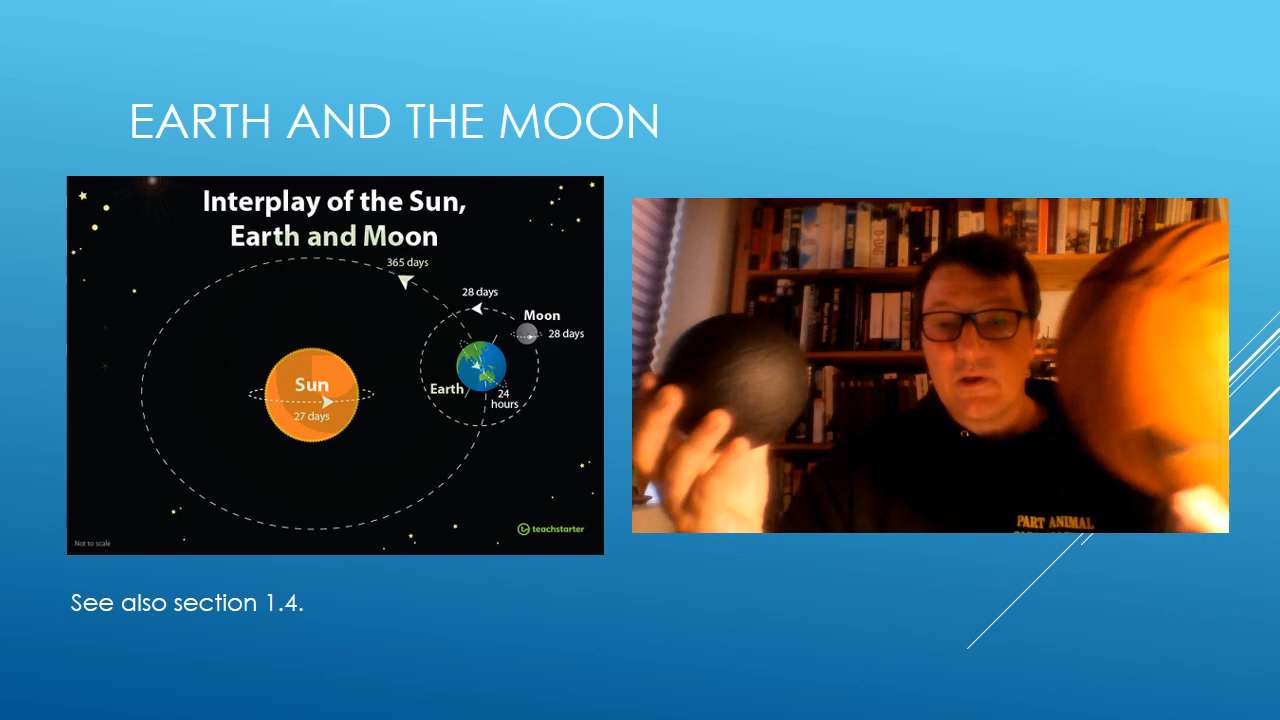 EARTH AND THE MOON
Interplay of the Sun,
Earth and Moon
365 days
28 days
Moon
28 days
Sun
27 days
Earth
24
hours
teachstarter
Not to scale
PART ANIMAL
See also section 1.4.